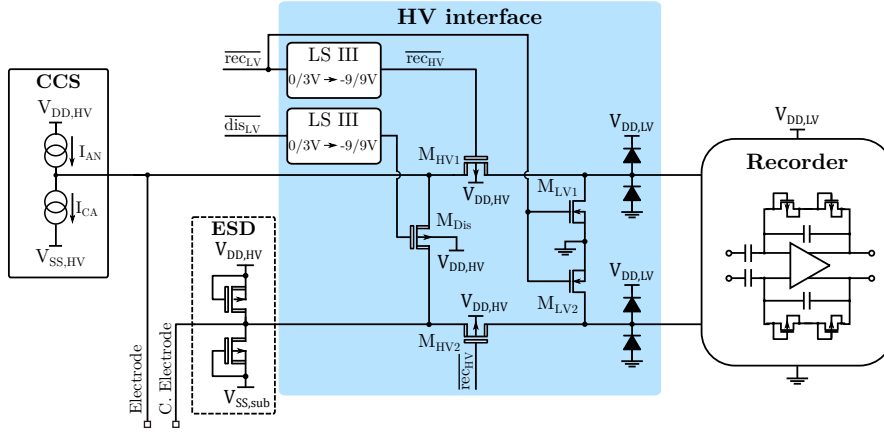 HV interface
rec_LV
LS III
0/3V → -9/9V
rec_HV
CCS
V_DD,HV
I_AN
I_CA
V_SS,HV
dis_LV
LS III
0/3V → -9/9V
M_HV1
V_DD,HV
M_Dis
V_DD,HV
V_DD,LV
M_LV1
M_LV2
V_DD,LV
V_DD,HV
M_HV2
rec_HV
ESD
V_DD,HV
V_SS,sub
Electrode
C. Electrode
V_DD,LV
Recorder